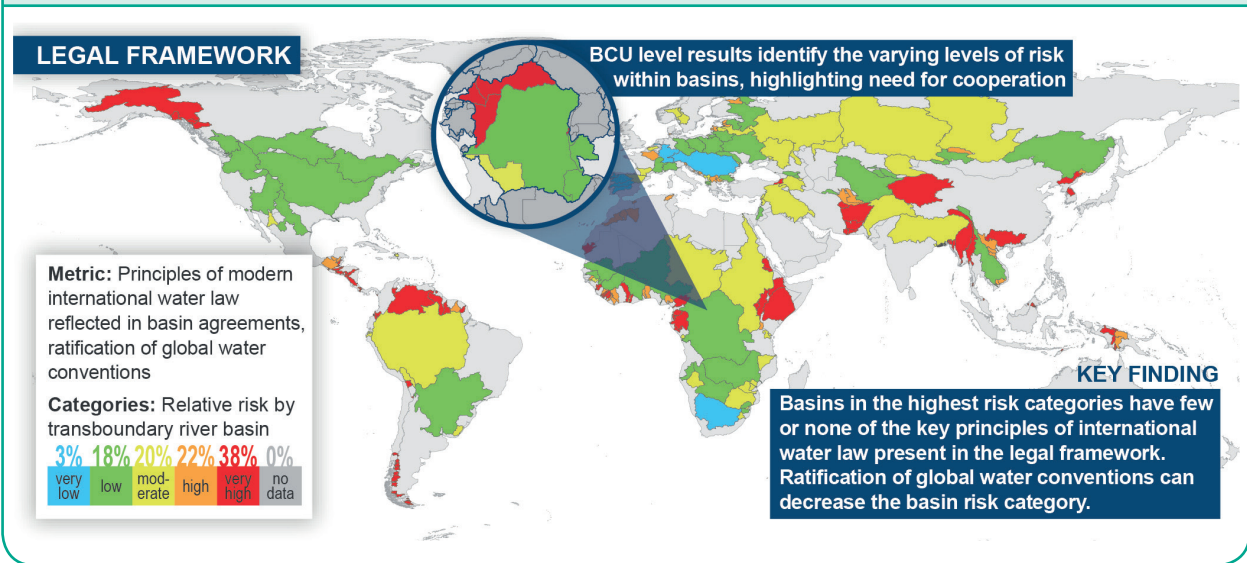 LEGAL FRAMEWORK
BCU level results identify the varying levels of risk
within basins, highlighting need for cooperation
Metric: Principles of modern
international water law
reflected in basin agreements,
ratification of global water
conventions
Categories: Relative risk by
transboundary river basin
3% 18% 20% 22% 38% 0%
very low low mod-erate high very high no data
KEY FINDING
Basins in the highest risk categories have few
or none of the key principles of international
water law present in the legal framework.
Ratification of global water conventions can
decrease the basin risk category.